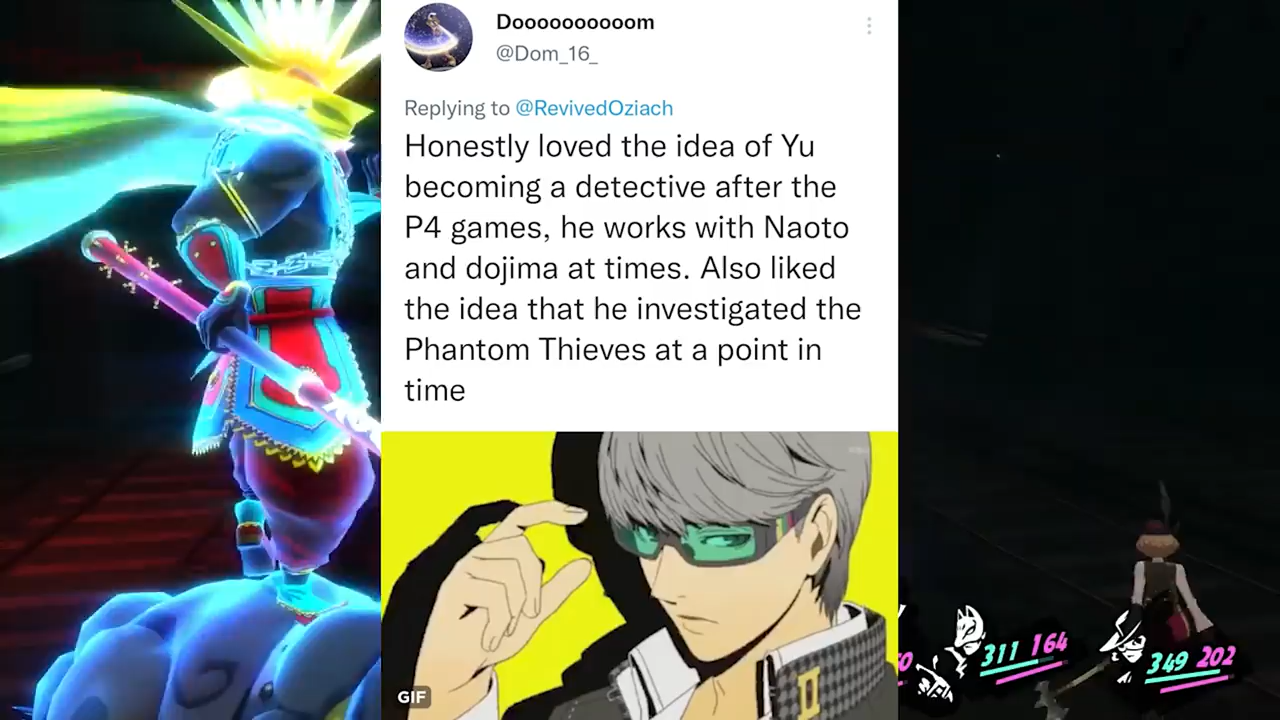 Doooooooooom
@Dom_16_
Replying to @RevivedOziach
Honestly loved the idea of Yu
becoming a detective after the
P4 games, he works with Naoto
and dojima at times. Also liked
the idea that he investigated the
Phantom Thieves at a point in
time
GIF
311 164
349 202